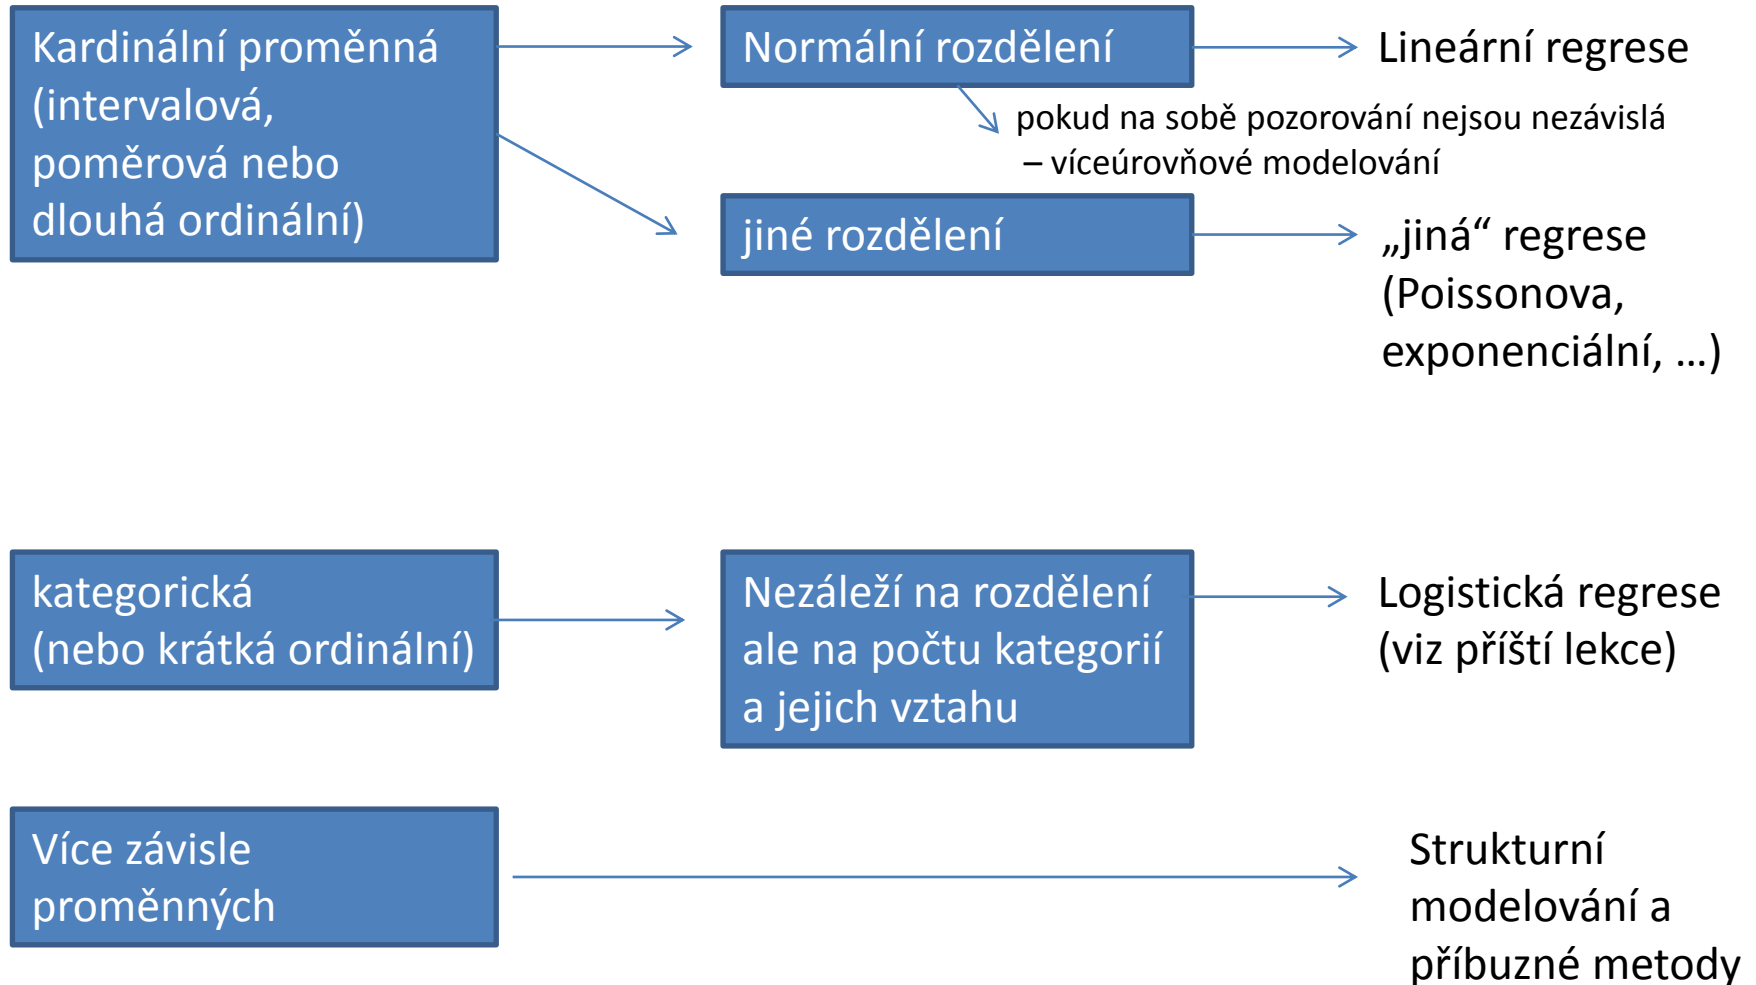 Kardinální proměnná
(intervalová,
poměrová nebo
dlouhá ordinální)
Normální rozdělení
Lineární regrese
pokud na sobě pozorování nejsou nezávislá
– víceúrovňové modelování
jiné rozdělení
„jiná“ regrese
(Poissonova,
exponenciální, …)
kategorická
(nebo krátká ordinální)
Nezáleží na rozdělení
ale na počtu kategorií
a jejich vztahu
Logistická regrese
(viz příští lekce)
Více závisle
proměnných
Strukturní
modelování a
příbuzné metody